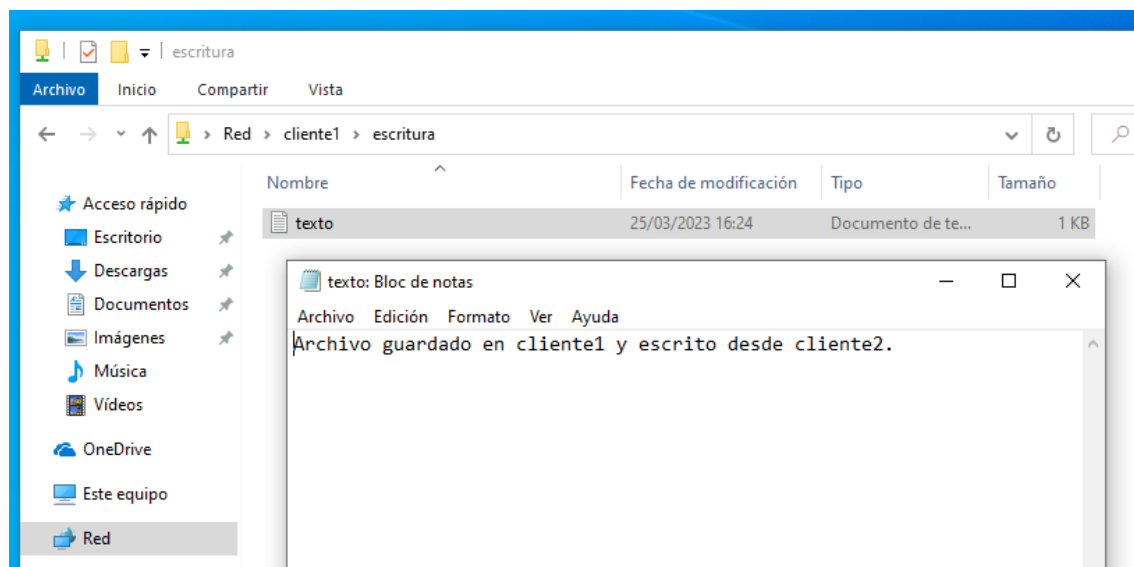 escritura
Archivo Inicio Compartir Vista
Red > cliente1 > escritura
Nombre Fecha de modificación Tipo Tamaño
Acceso rápido
texto 25/03/2023 16:24 Documento de te... 1 KB
Escritorio
Descargas
Documentos
Imágenes
Música
Vídeos
OneDrive
Este equipo
Red
texto: Bloc de notas
Archivo Edición Formato Ver Ayuda
Archivo guardado en cliente1 y escrito desde cliente2.